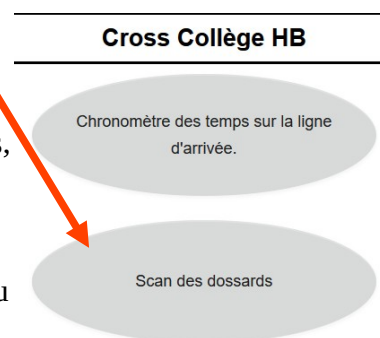 Cross Collège HB
Chronomètre des temps sur la ligne
d'arrivée.
Scan des dossards